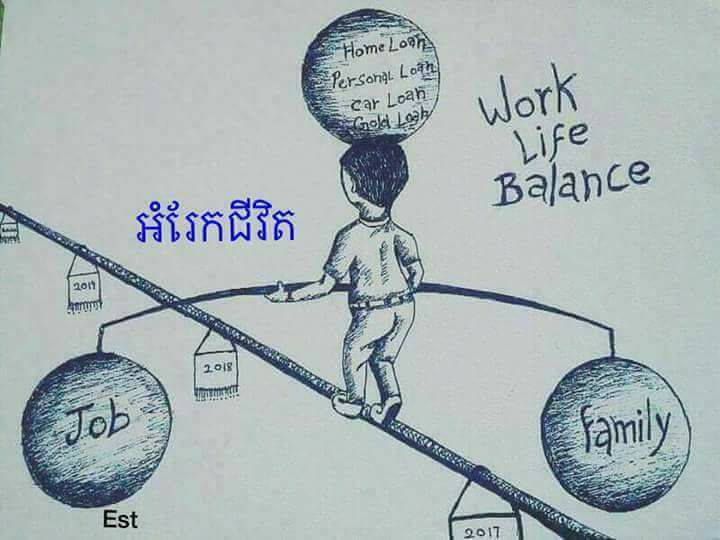 Home Loan
Personal Loan
Car Loan
Gold Loan
Work
Life
Balance
អំរែកជីវិត
2019
2018
Job
family
Est
2017